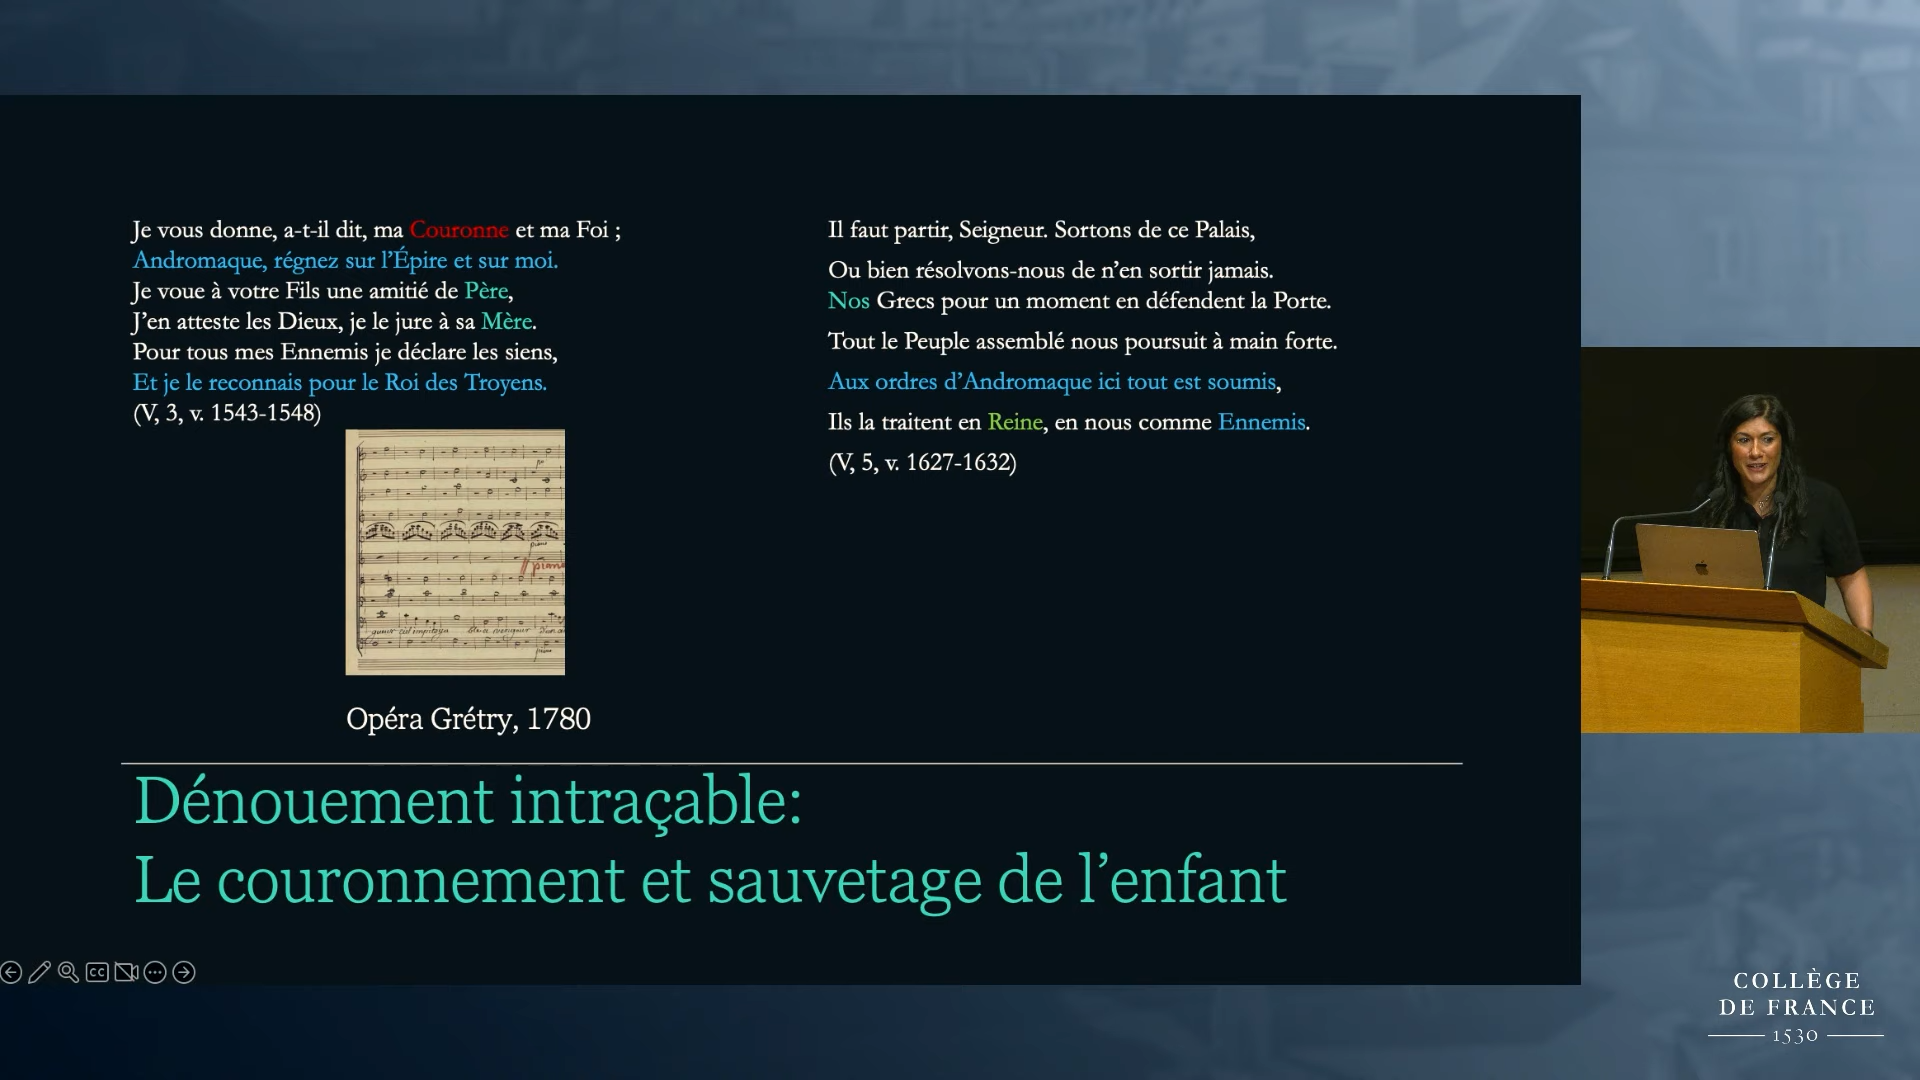 Je vous donne, a-t-il dit, ma Couronne et ma Foi ;
Andromaque, régnez sur l’Épire et sur moi.
Je voue à votre Fils une amitié de Père,
J’en atteste les Dieux, je le jure à sa Mère.
Pour tous mes Ennemis je déclare les siens,
Et je le reconnais pour le Roi des Troyens.
(V, 3, v. 1543-1548)
Il faut partir, Seigneur. Sortons de ce Palais,
Ou bien résolvons-nous de n’en sortir jamais.
Nos Grecs pour un moment en défendent la Porte.
Tout le Peuple assemblé nous poursuit à main forte.
Aux ordres d’Andromaque ici tout est soumis,
Ils la traitent en Reine, en nous comme Ennemis.
(V, 5, v. 1627-1632)
Opéra Grétry, 1780
Dénouement intraçable:
Le couronnement et sauvetage de l’enfant
CC
COLLÈGE
DE FRANCE
1530